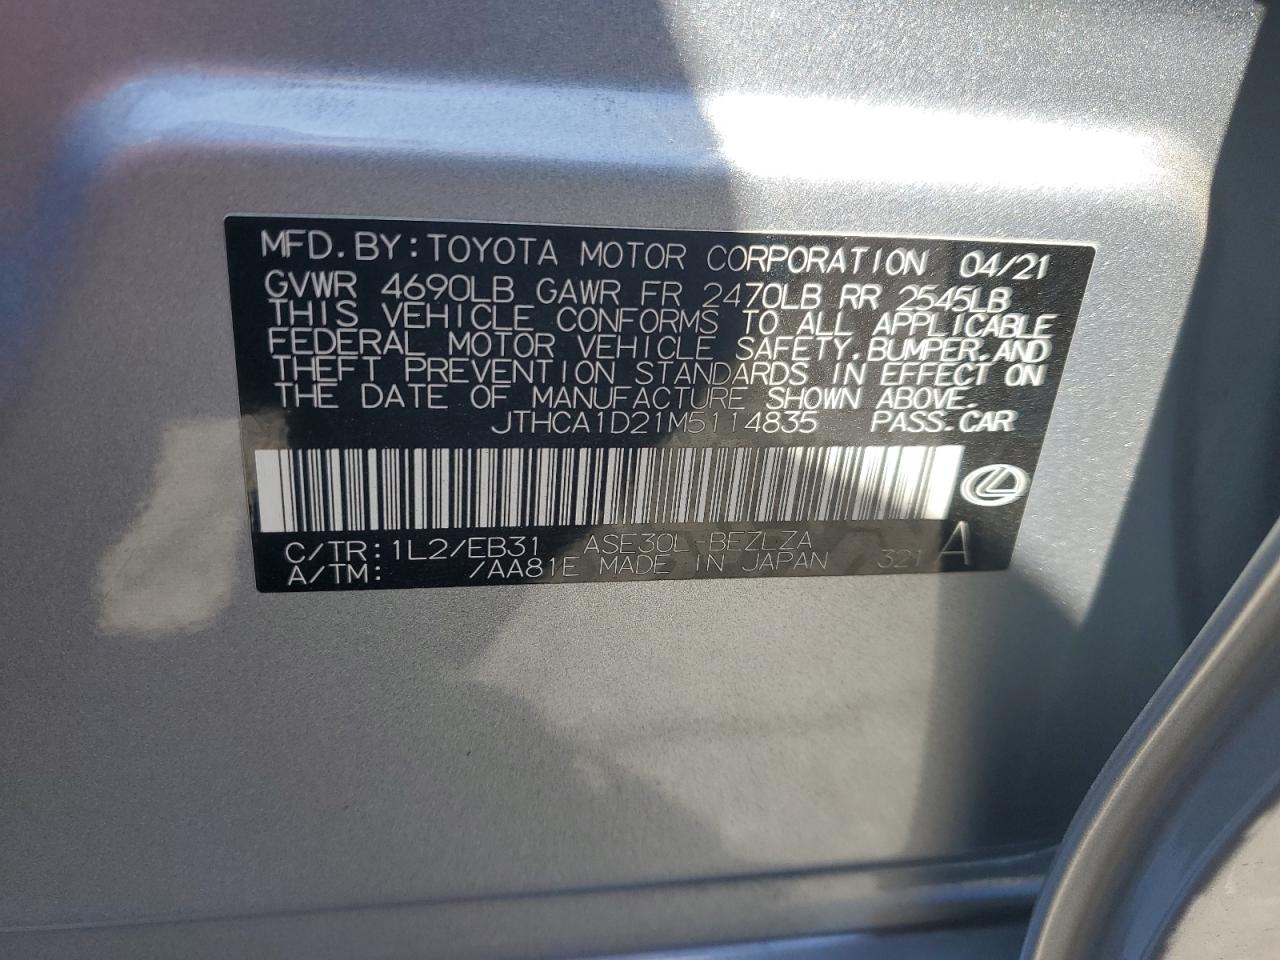 MFD.BY:TOYOTA MOTOR CORPORATION 04/21
GVWR 4690LB GAWR FR 2470LB RR 2545LB
THIS VEHICLE CONFORMS TO ALL APPLICABLE
FEDERAL MOTOR VEHICLE SAFETY.BUMPER.AND
THEFT PREVENTION STANDARDS IN EFFECT ON
THE DATE OF MANUFACTURE SHOWN ABOVE.
JTHCA1D21M5114835 PASS.CAR
C/TR:1L2/EB31 ASE30L-BEZLZA
A/TM: /AA81E MADE IN JAPAN 321 A